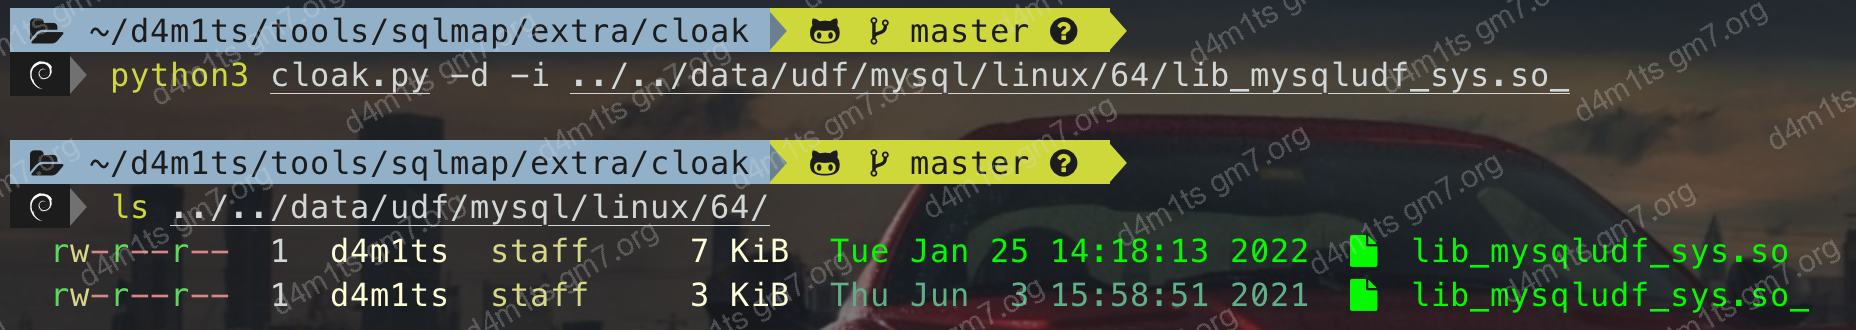 ~/d4m1ts/tools/sqlmap/extra/cloak master ?
python3 cloak.py -d -i ../../data/udf/mysql/linux/64/lib_mysqludf_sys.so_
~/d4m1ts/tools/sqlmap/extra/cloak master ?
ls ../../data/udf/mysql/linux/64/
rw-r--r-- 1 d4m1ts staff 7 KiB Tue Jan 25 14:18:13 2022 lib_mysqludf_sys.so
rw-r--r-- 1 d4m1ts staff 3 KiB Thu Jun 3 15:58:51 2021 lib_mysqludf_sys.so_
d4m1ts gm7.org